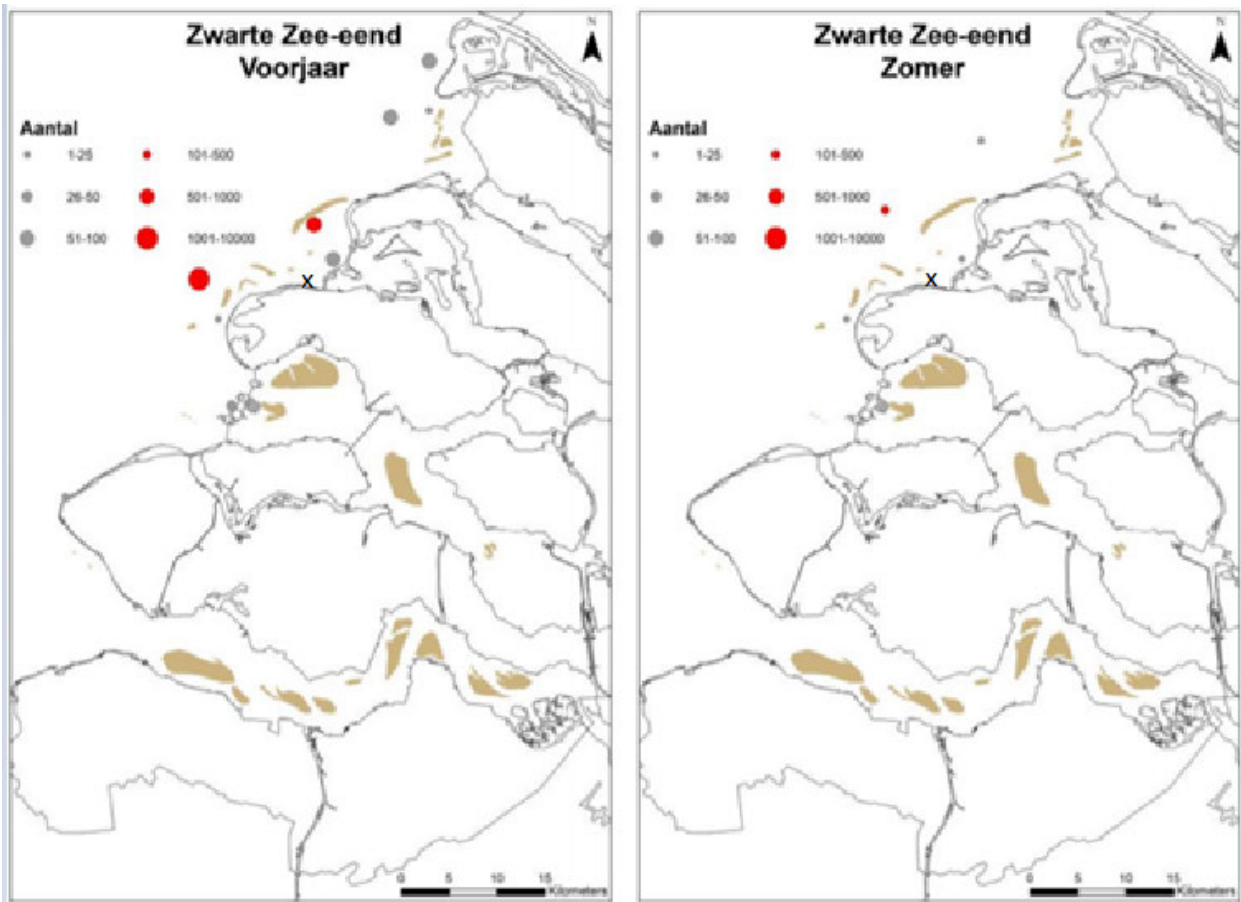 Zwarte Zee-eend
Voorjaar
N
Aantal
1-25 101-500
26-50 501-1000
51-100 1001-10000
x
0 5 10 15
Kilometers
Zwarte Zee-eend
Zomer
N
Aantal
1-25 101-500
26-50 501-1000
51-100 1001-10000
x
0 5 10 15
Kilometers